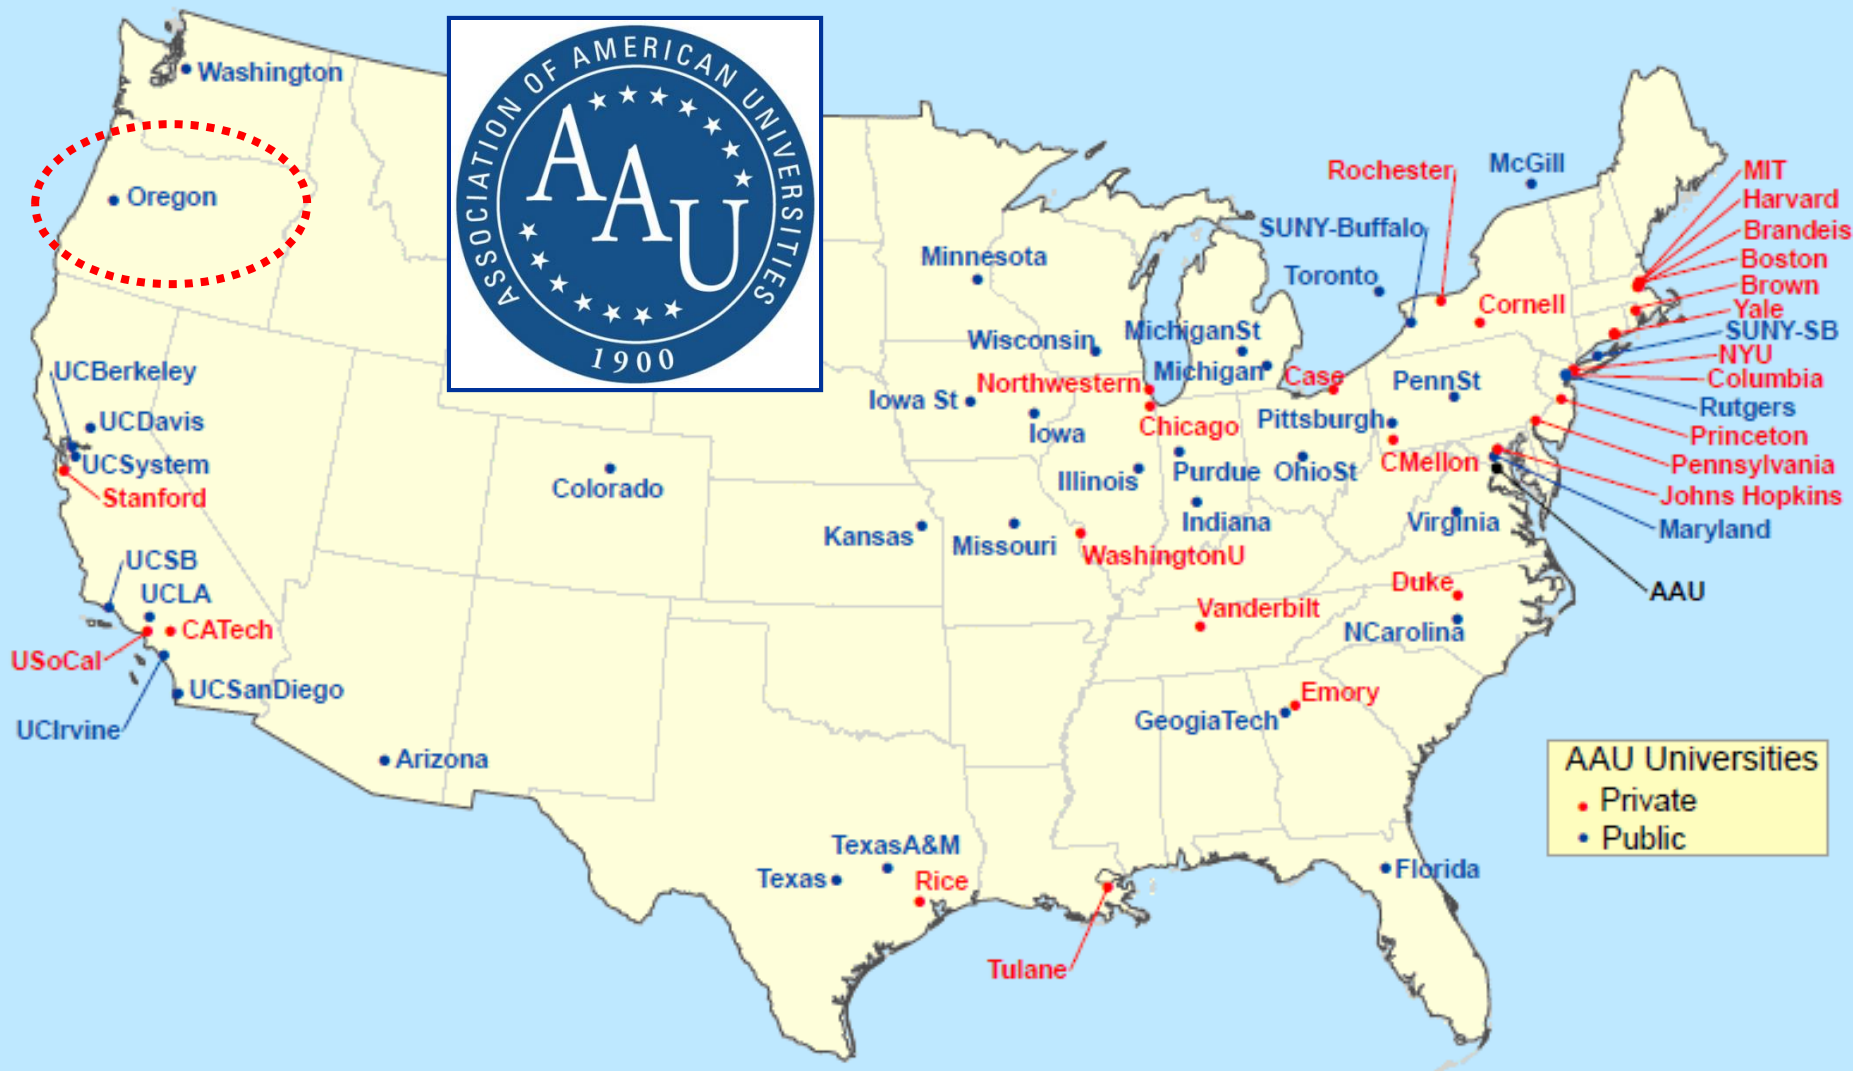 ASSOCIATION OF AMERICAN UNIVERSITIES
AAU
1900
Washington
Oregon
McGill
Rochester
MIT
Harvard
Brandeis
Boston
Brown
Yale
SUNY-SB
NYU
Columbia
Rutgers
Princeton
Pennsylvania
Johns Hopkins
Maryland
AAU
SUNY-Buffalo
Toronto
Cornell
Minnesota
Wisconsin
MichiganSt
Michigan
Northwestern
Case
PennSt
Iowa St
Iowa
Chicago
Pittsburgh
CMellon
Illinois
Purdue
OhioSt
Indiana
Virginia
UCBerkeley
UCDavis
UCSystem
Stanford
Colorado
Kansas
Missouri
WashingtonU
Duke
Vanderbilt
NCarolina
UCSB
UCLA
CATech
USoCal
UCSanDiego
UCIrvine
Arizona
Emory
GeogiaTech
TexasA&M
Texas
Rice
Tulane
Florida
AAU Universities
Private
Public